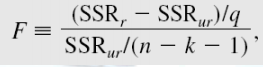 F ≡ (SSR_r − SSR_ur)/q / SSR_ur/(n − k − 1) ,